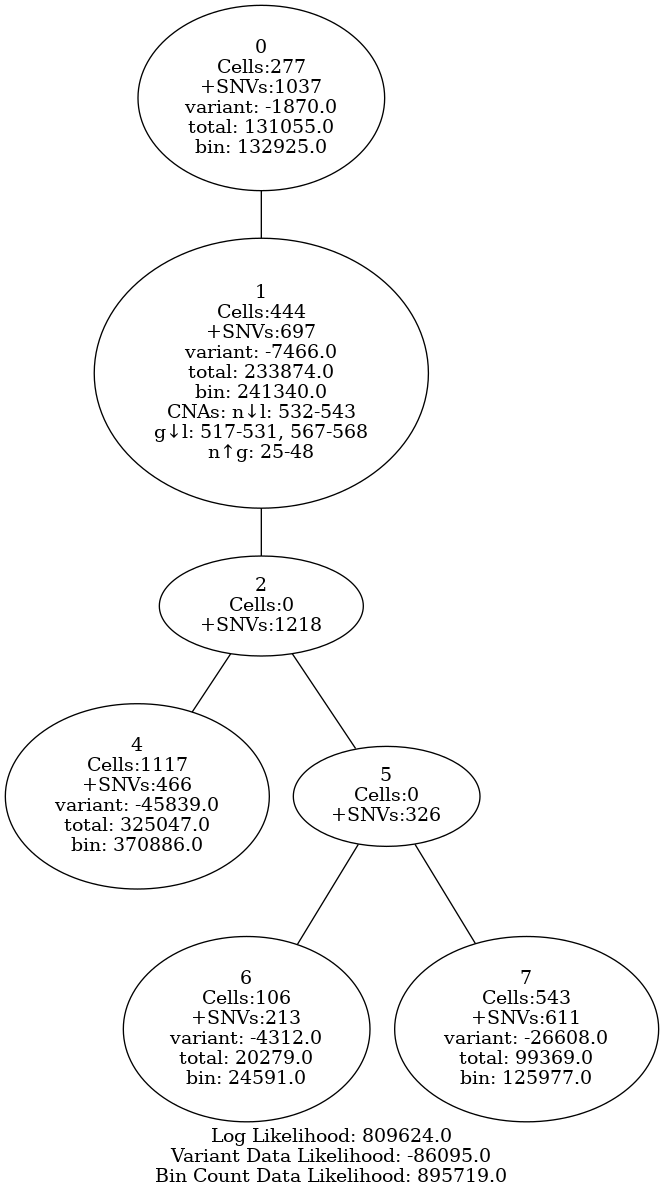 0
Cells:277
+SNVs:1037
variant: -1870.0
total: 131055.0
bin: 132925.0
1
Cells:444
+SNVs:697
variant: -7466.0
total: 233874.0
bin: 241340.0
CNAs: n↓l: 532-543
g↓l: 517-531, 567-568
n↑g: 25-48
2
Cells:0
+SNVs:1218
4
Cells:1117
+SNVs:466
variant: -45839.0
total: 325047.0
bin: 370886.0
5
Cells:0
+SNVs:326
6
Cells:106
+SNVs:213
variant: -4312.0
total: 20279.0
bin: 24591.0
7
Cells:543
+SNVs:611
variant: -26608.0
total: 99369.0
bin: 125977.0
Log Likelihood: 809624.0
Variant Data Likelihood: -86095.0
Bin Count Data Likelihood: 895719.0